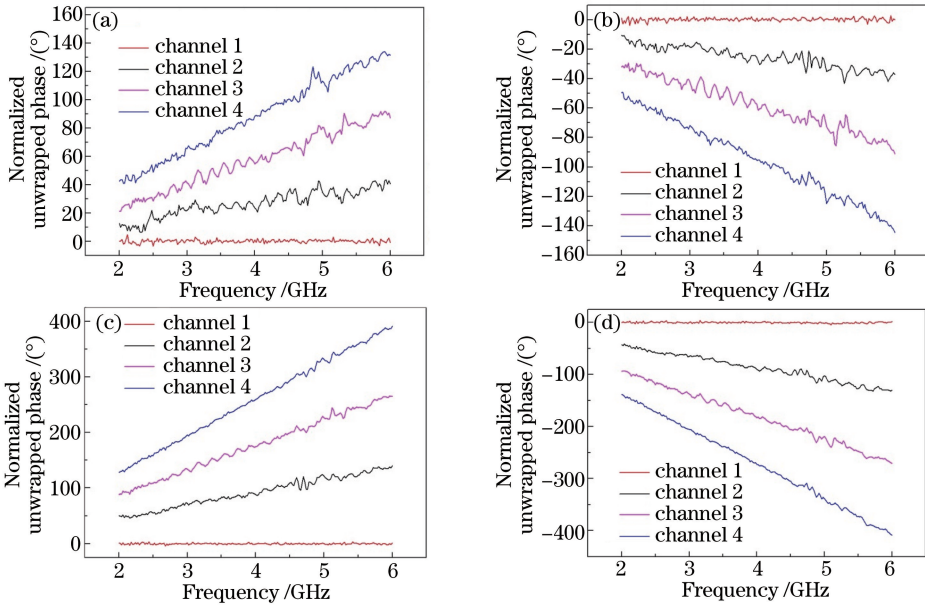 (a)
Normalized
unwrapped phase /(°)
160
140
120
100
80
60
40
20
0
channel 1
channel 2
channel 3
channel 4
2 3 4 5 6
Frequency /GHz
(b)
Normalized
unwrapped phase /(°)
0
−20
−40
−60
−80
−100
−120
−140
−160
channel 1
channel 2
channel 3
channel 4
2 3 4 5 6
Frequency /GHz
(c)
Normalized
unwrapped phase /(°)
400
300
200
100
0
channel 1
channel 2
channel 3
channel 4
2 3 4 5 6
Frequency /GHz
(d)
Normalized
unwrapped phase /(°)
0
−100
−200
−300
−400
channel 1
channel 2
channel 3
channel 4
2 3 4 5 6
Frequency /GHz